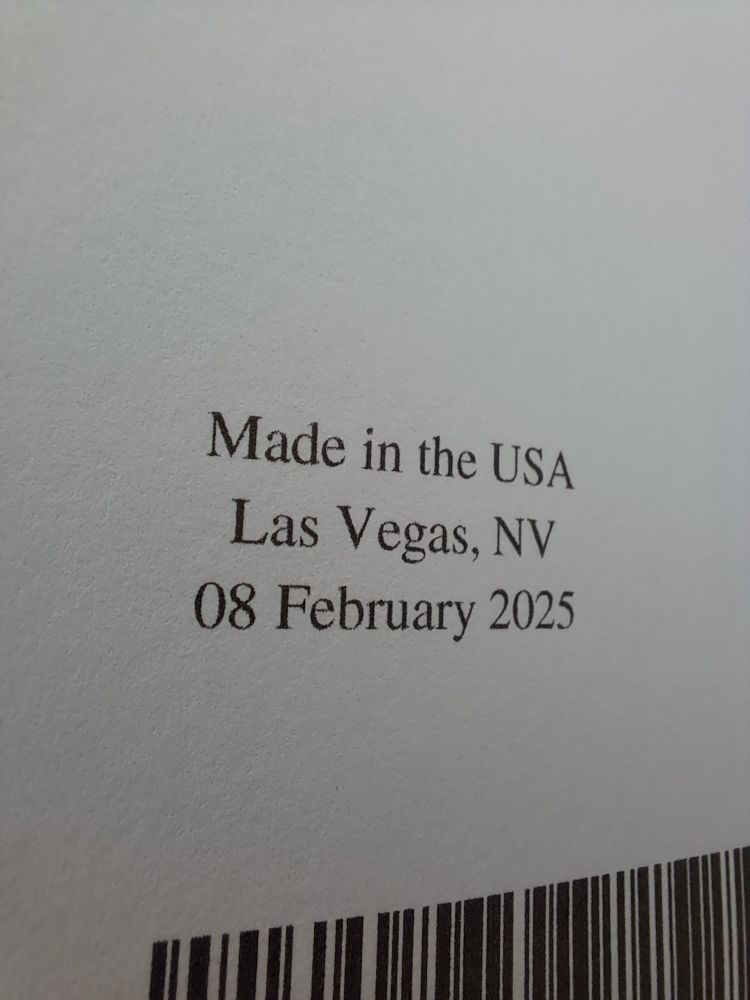 Made in the USA
Las Vegas, NV
08 February 2025